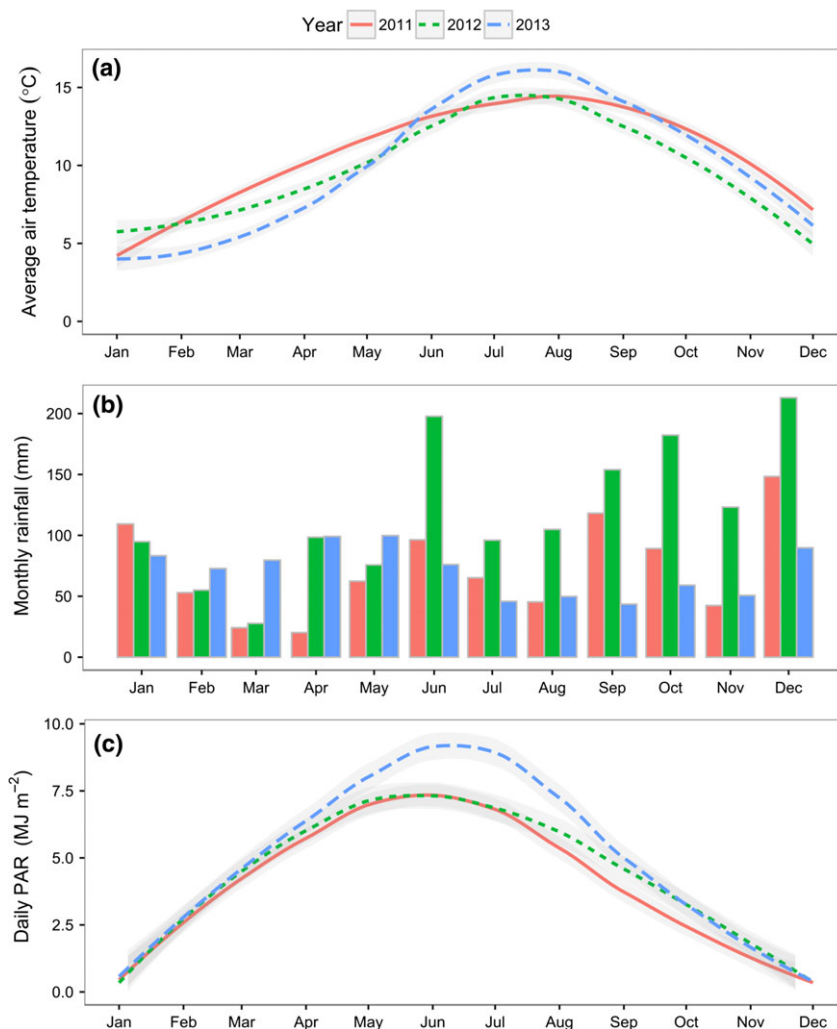 Year 2011 2012 2013
(a)
Average air temperature (°C)
15
10
5
0
Jan Feb Mar Apr May Jun Jul Aug Sep Oct Nov Dec
(b)
Monthly rainfall (mm)
200
150
100
50
0
Jan Feb Mar Apr May Jun Jul Aug Sep Oct Nov Dec
(c)
Daily PAR (MJ m⁻²)
10.0
7.5
5.0
2.5
0.0
Jan Feb Mar Apr May Jun Jul Aug Sep Oct Nov Dec